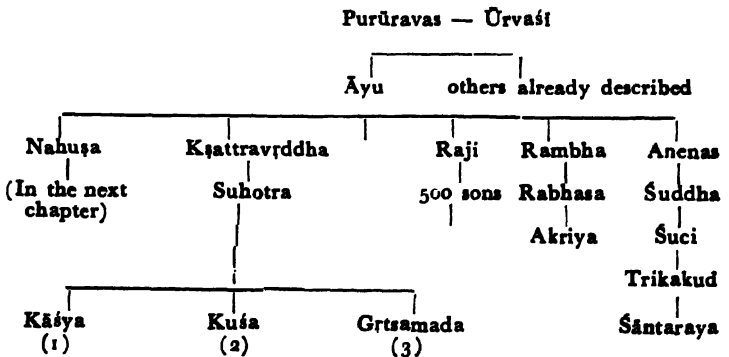 Purūravas — Ūrvaśī
Āyu others already described
Nahuṣa Kṣattravṛddha Raji Rambha Anenas
(In the next Suhotra 500 sons Rabhasa Śuddha
chapter)
Akriya Śuci
Trikakud
Kāśya Kuśa Gṛtsamada Śāntaraya
(1) (2) (3)